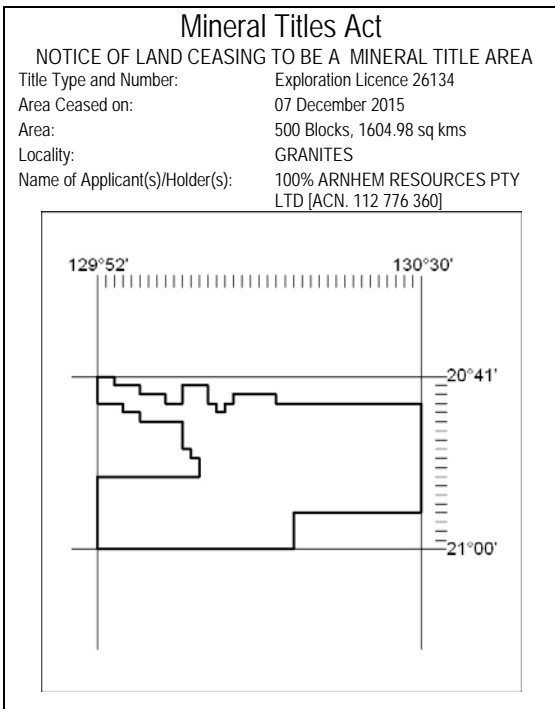 Mineral Titles Act
NOTICE OF LAND CEASING TO BE A MINERAL TITLE AREA
Title Type and Number: Exploration Licence 26134
Area Ceased on: 07 December 2015
Area: 500 Blocks, 1604.98 sq kms
Locality: GRANITES
Name of Applicant(s)/Holder(s): 100% ARNHEM RESOURCES PTY
LTD [ACN. 112 776 360]
129°52' 130°30'
20°41'
21°00'